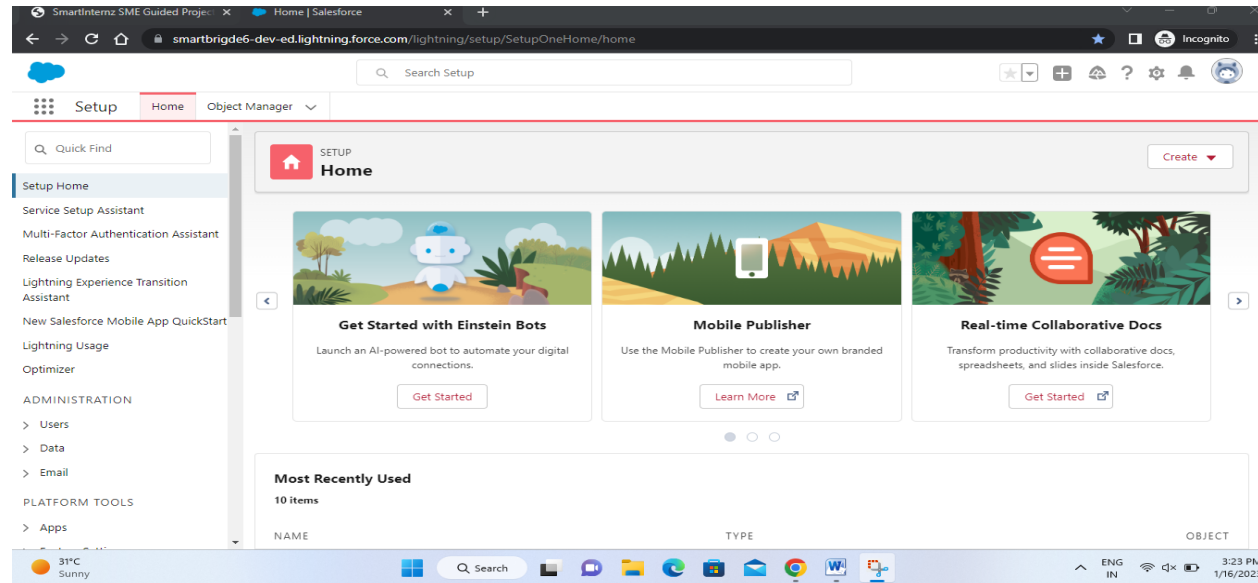 SmartInternz SME Guided Projec
Home | Salesforce
smartbrigde6-dev-ed.lightning.force.com/lightning/setup/SetupOneHome/home
Incognito
Search Setup
Setup
Home
Object Manager
Quick Find
Setup Home
Service Setup Assistant
Multi-Factor Authentication Assistant
Release Updates
Lightning Experience Transition
Assistant
New Salesforce Mobile App QuickStart
Lightning Usage
Optimizer
ADMINISTRATION
Users
Data
Email
PLATFORM TOOLS
Apps
SETUP
Home
Create
Get Started with Einstein Bots
Launch an AI-powered bot to automate your digital
connections.
Get Started
Mobile Publisher
Use the Mobile Publisher to create your own branded
mobile app.
Learn More
Real-time Collaborative Docs
Transform productivity with collaborative docs,
spreadsheets, and slides inside Salesforce.
Get Started
Most Recently Used
10 items
NAME TYPE OBJECT
31°C
Sunny
Search
ENG
IN
3:23 PM
1/16/202